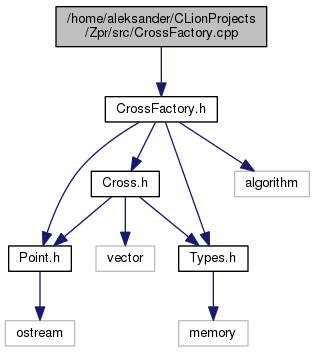 /home/aleksander/CLionProjects
/Zpr/src/CrossFactory.cpp
CrossFactory.h
Cross.h
algorithm
Point.h
vector
Types.h
ostream
memory